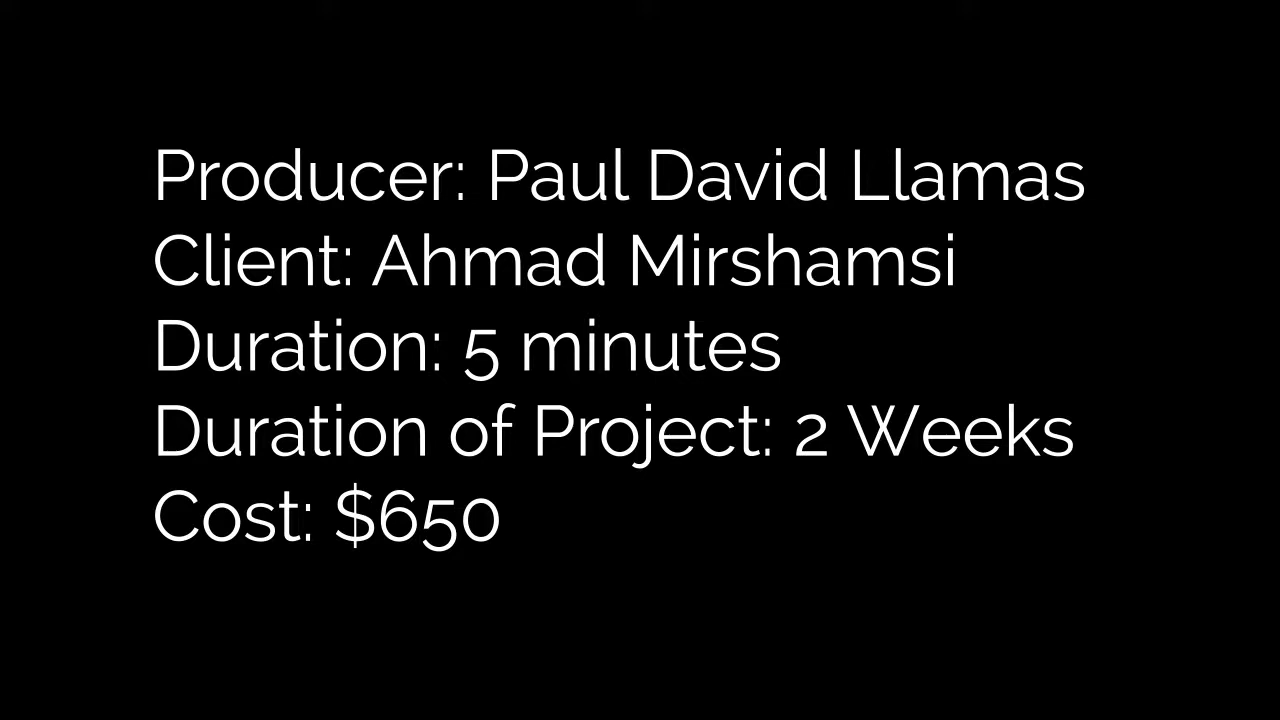 Producer: Paul David Llamas
Client: Ahmad Mirshamsi
Duration: 5 minutes
Duration of Project: 2 Weeks
Cost: $650